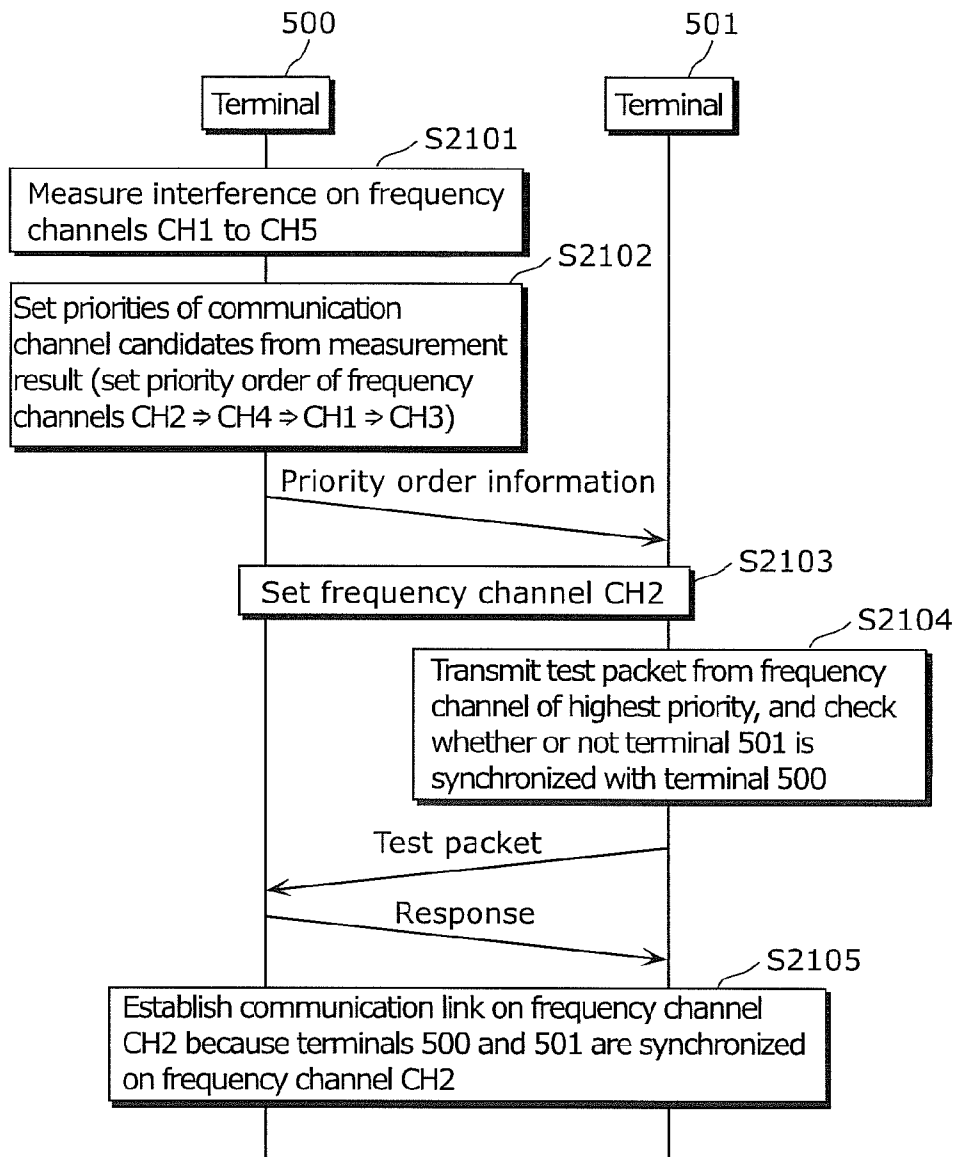 500
501
Terminal
Terminal
S2101
Measure interference on frequency
channels CH1 to CH5
S2102
Set priorities of communication
channel candidates from measurement
result (set priority order of frequency
channels CH2 ⇒ CH4 ⇒ CH1 ⇒ CH3)
Priority order information
S2103
Set frequency channel CH2
S2104
Transmit test packet from frequency
channel of highest priority, and check
whether or not terminal 501 is
synchronized with terminal 500
Test packet
Response
S2105
Establish communication link on frequency channel
CH2 because terminals 500 and 501 are synchronized
on frequency channel CH2